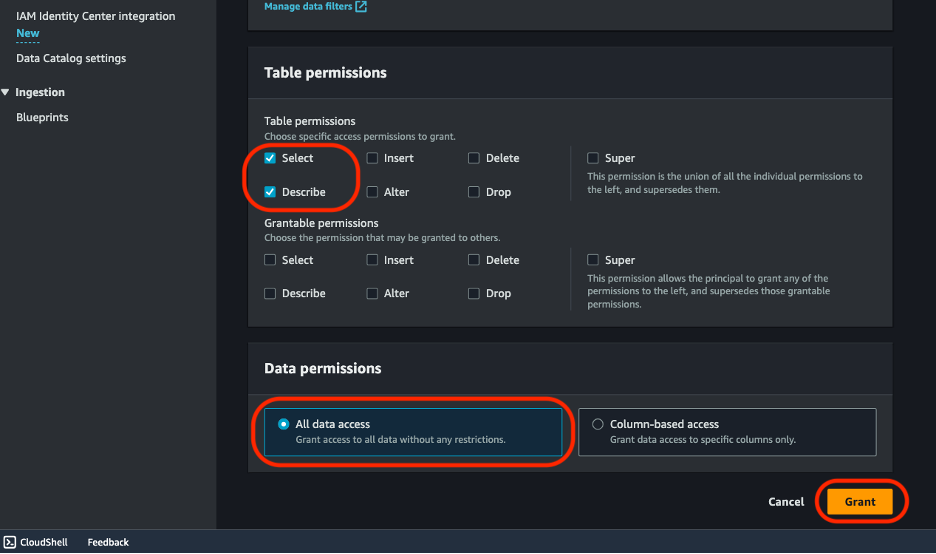 IAM Identity Center integration
New
Data Catalog settings
Ingestion
Blueprints
Manage data filters
Table permissions
Table permissions
Choose specific access permissions to grant.
Select Insert Delete Super
This permission is the union of all the individual permissions to
the left, and supersedes them.
Describe Alter Drop
Grantable permissions
Choose the permission that may be granted to others.
Select Insert Delete Super
This permission allows the principal to grant any of the
permissions to the left, and supersedes those grantable
permissions.
Describe Alter Drop
Data permissions
All data access
Grant access to all data without any restrictions.
Column-based access
Grant data access to specific columns only.
Cancel Grant
CloudShell Feedback